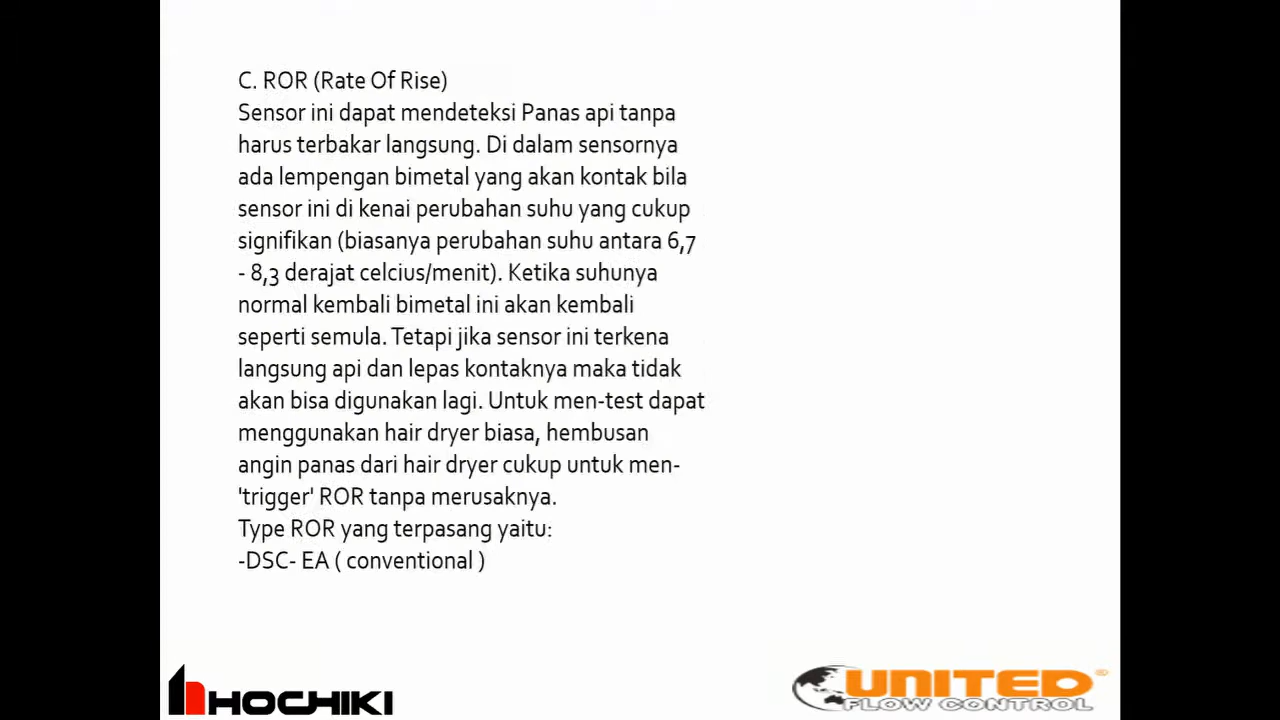 C. ROR (Rate Of Rise)
Sensor ini dapat mendeteksi Panas api tanpa
harus terbakar langsung. Di dalam sensornya
ada lempengan bimetal yang akan kontak bila
sensor ini di kenai perubahan suhu yang cukup
signifikan (biasanya perubahan suhu antara 6,7
- 8,3 derajat celcius/menit). Ketika suhunya
normal kembali bimetal ini akan kembali
seperti semula. Tetapi jika sensor ini terkena
langsung api dan lepas kontaknya maka tidak
akan bisa digunakan lagi. Untuk men-test dapat
menggunakan hair dryer biasa, hembusan
angin panas dari hair dryer cukup untuk men-
'trigger' ROR tanpa merusaknya.
Type ROR yang terpasang yaitu:
-DSC- EA ( conventional )
HOCHIKI
UNITED®
FLOW CONTROL